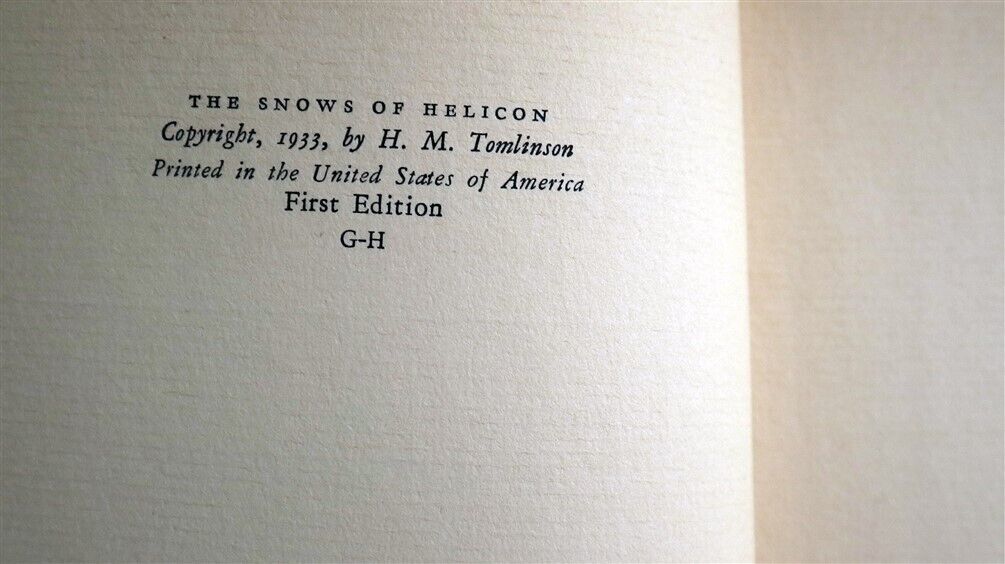 THE SNOWS OF HELICON
Copyright, 1933, by H. M. Tomlinson
Printed in the United States of America
First Edition
G-H